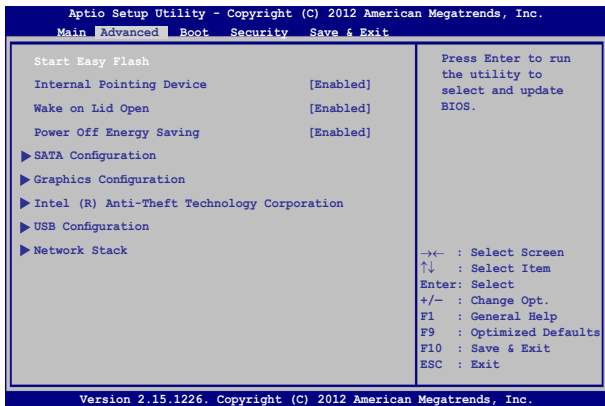 Aptio Setup Utility - Copyright (C) 2012 American Megatrends, Inc.
Main Advanced Boot Security Save & Exit
Start Easy Flash
Internal Pointing Device [Enabled]
Wake on Lid Open [Enabled]
Power Off Energy Saving [Enabled]
SATA Configuration
Graphics Configuration
Intel (R) Anti-Theft Technology Corporation
USB Configuration
Network Stack
Press Enter to run
the utility to
select and update
BIOS.
→← : Select Screen
↑↓ : Select Item
Enter: Select
+/— : Change Opt.
F1 : General Help
F9 : Optimized Defaults
F10 : Save & Exit
ESC : Exit
Version 2.15.1226. Copyright (C) 2012 American Megatrends, Inc.